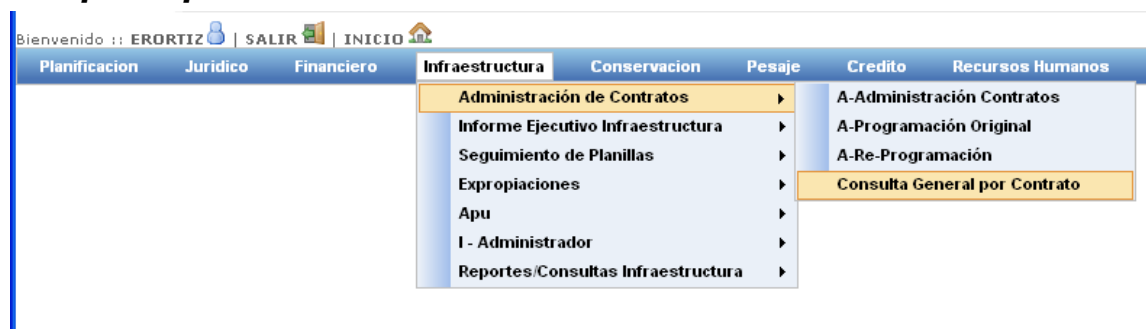 Bienvenido :: ERORTIZ | SALIR | INICIO
Planificacion Juridico Financiero Infraestructura Conservacion Pesaje Credito Recursos Humanos
Administración de Contratos
Informe Ejecutivo Infraestructura
Seguimiento de Planillas
Expropiaciones
Apu
I - Administrador
Reportes/Consultas Infraestructura
A-Administración Contratos
A-Programación Original
A-Re-Programación
Consulta General por Contrato